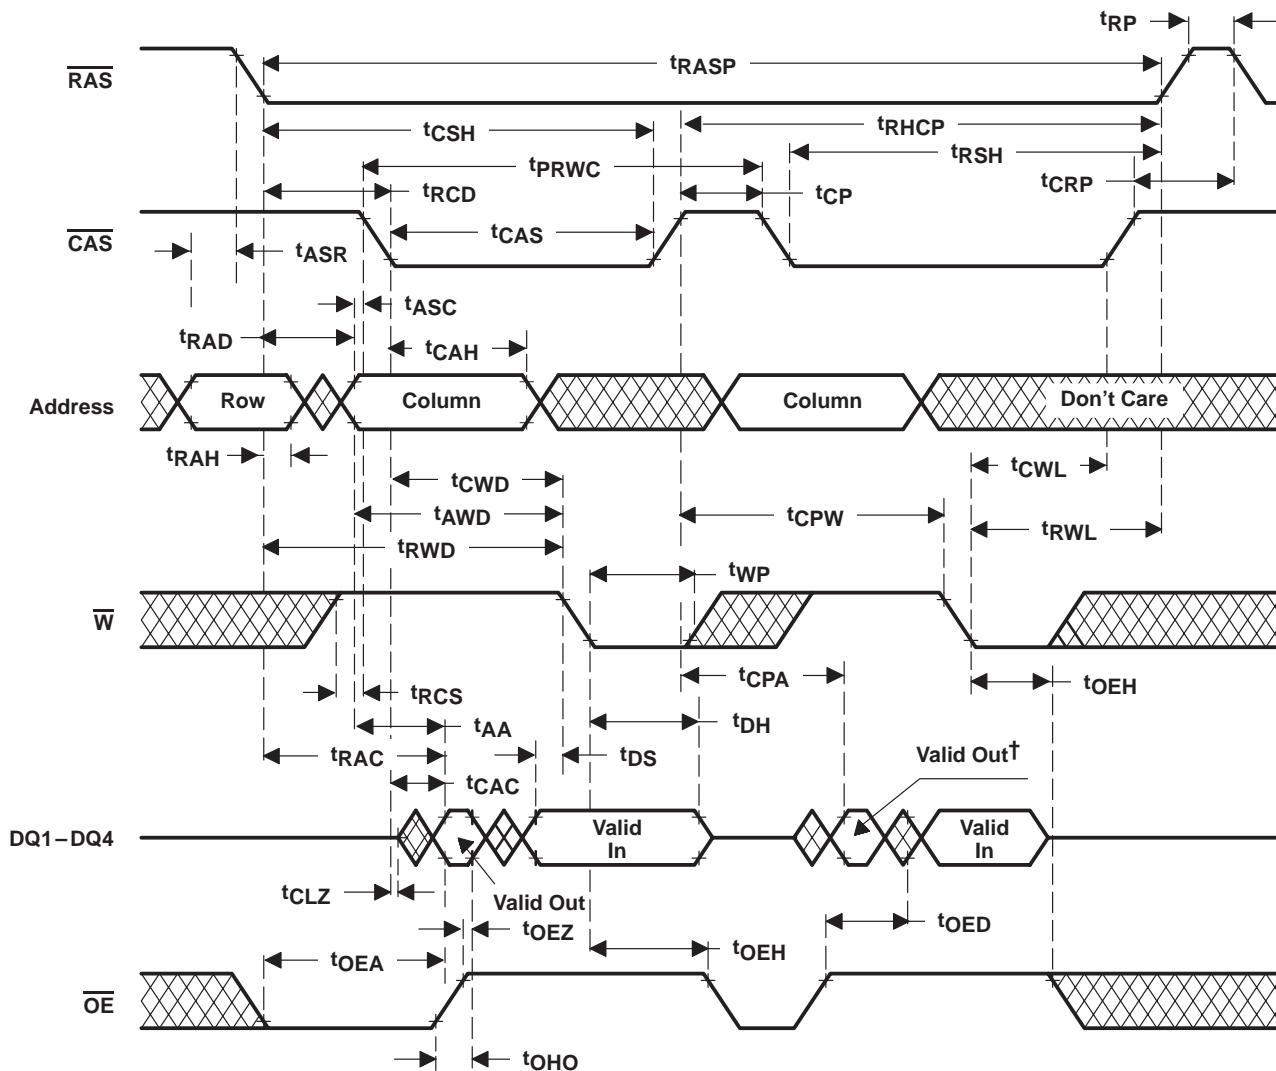 tRP
RAS
tRASP
tCSH
tRHCP
tPRWC
tRSH
tRCD
tCP
tCRP
CAS
tASR
tCAS
tASC
tRAD
tCAH
Address
Row
Column
Column
Don't Care
tRAH
tCWD
tCWL
tAWD
tCPW
tRWD
tRWL
tWP
W
tRCS
tCPA
tOEH
tAA
tDH
tRAC
tDS
Valid Out†
tCAC
DQ1–DQ4
Valid
In
Valid
In
tCLZ
Valid Out
tOEZ
tOED
tOEA
tOEH
OE
tOHO